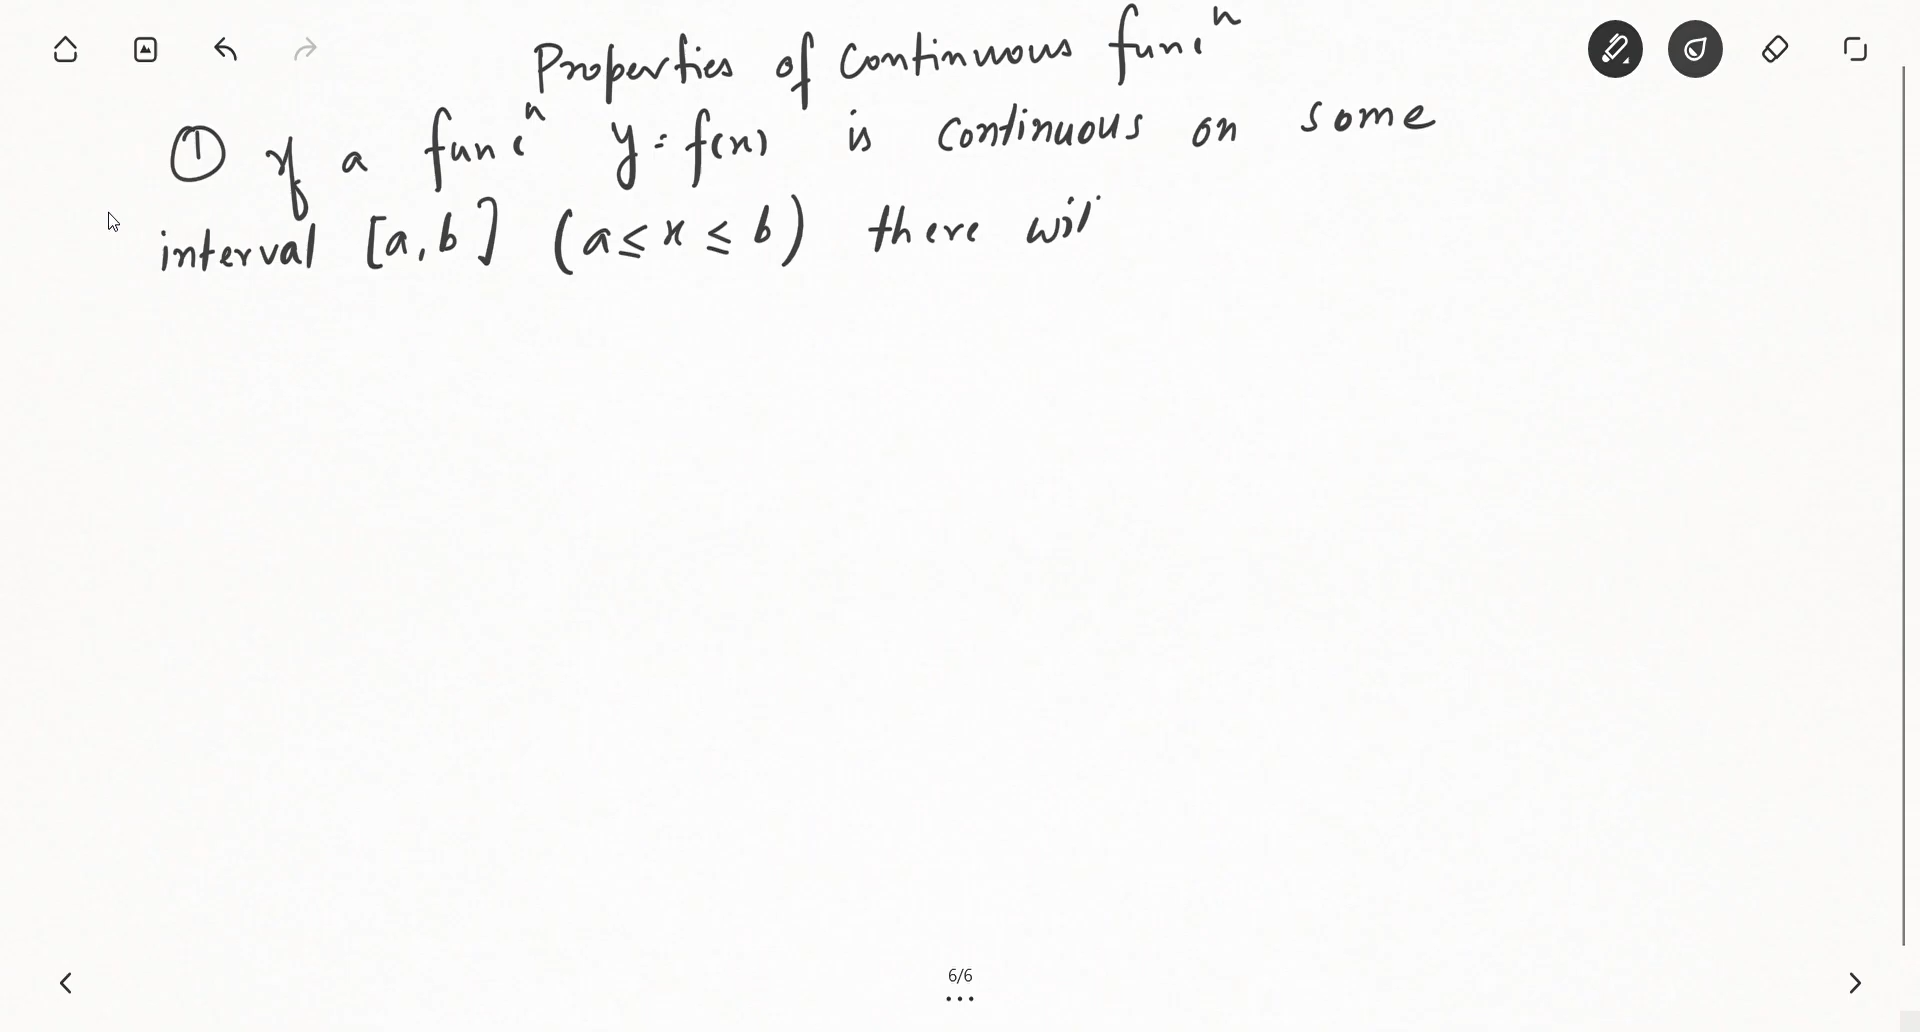 Properties of continuous funcⁿ
① If a funcⁿ y = f(x) is continuous on some
interval [a, b] (a ≤ x ≤ b) there wil
6/6